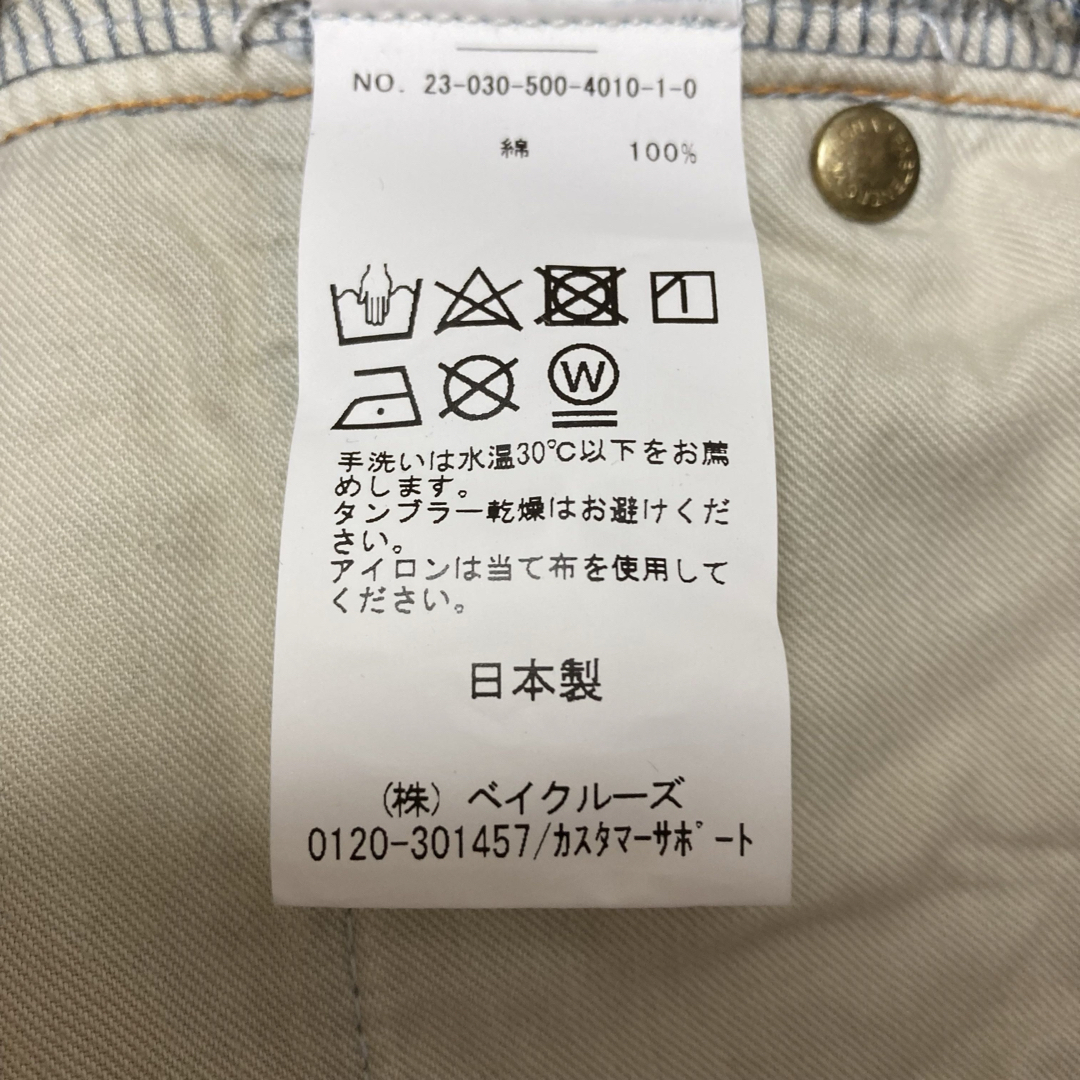 NO. 23-030-500-4010-1-0
綿 100%
W
手洗いは水温30℃以下をお薦
めします。
タンブラー乾燥はお避けくだ
さい。
アイロンは当て布を使用して
ください。
日本製
(株) ベイクルーズ
0120-301457/ｶｽﾀﾏｰｻﾎﾟｰﾄ